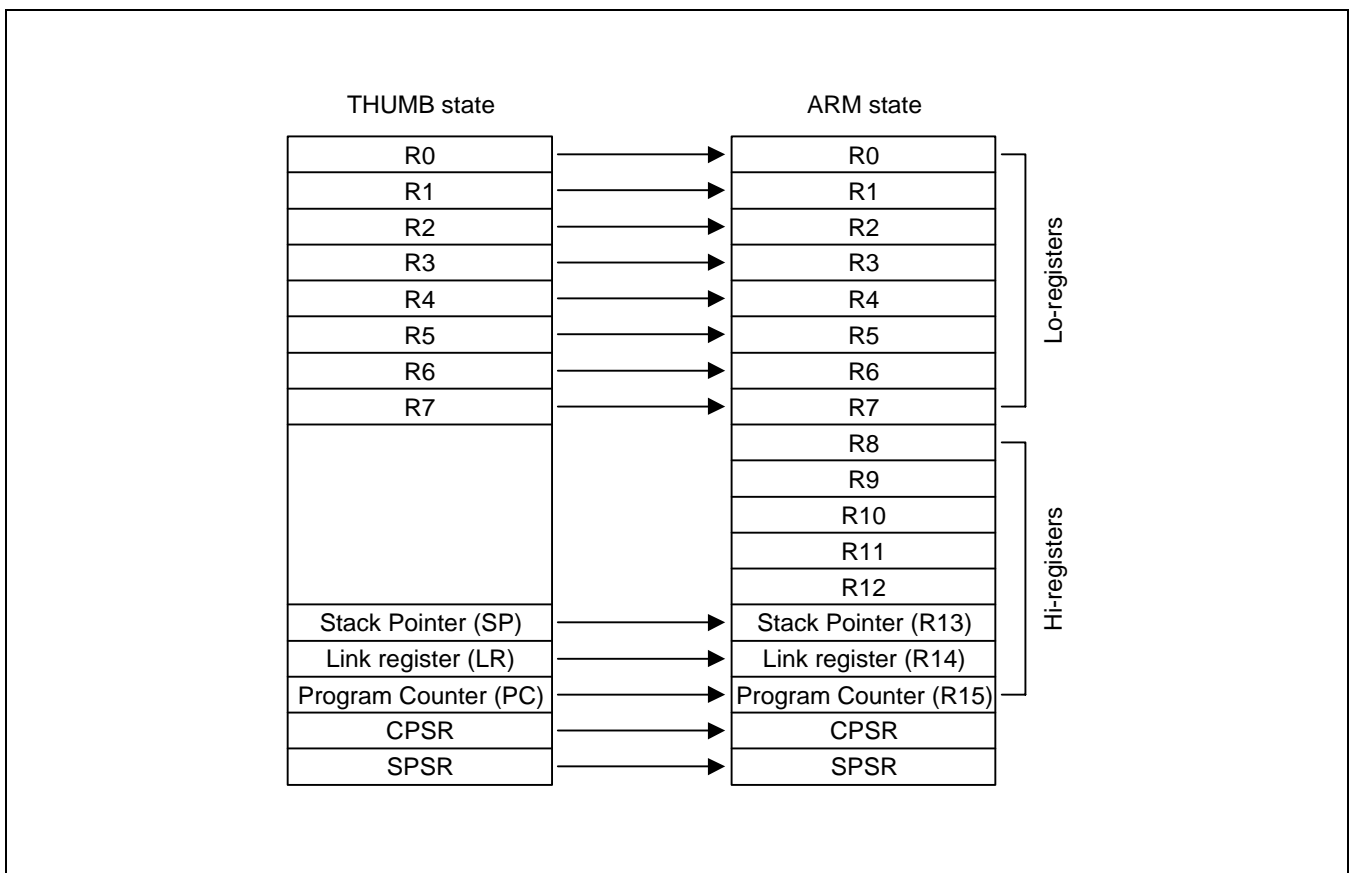 THUMB state
R0
R1
R2
R3
R4
R5
R6
R7
Stack Pointer (SP)
Link register (LR)
Program Counter (PC)
CPSR
SPSR
ARM state
R0
R1
R2
R3
R4
R5
R6
R7
R8
R9
R10
R11
R12
Stack Pointer (R13)
Link register (R14)
Program Counter (R15)
CPSR
SPSR
Lo-registers
Hi-registers